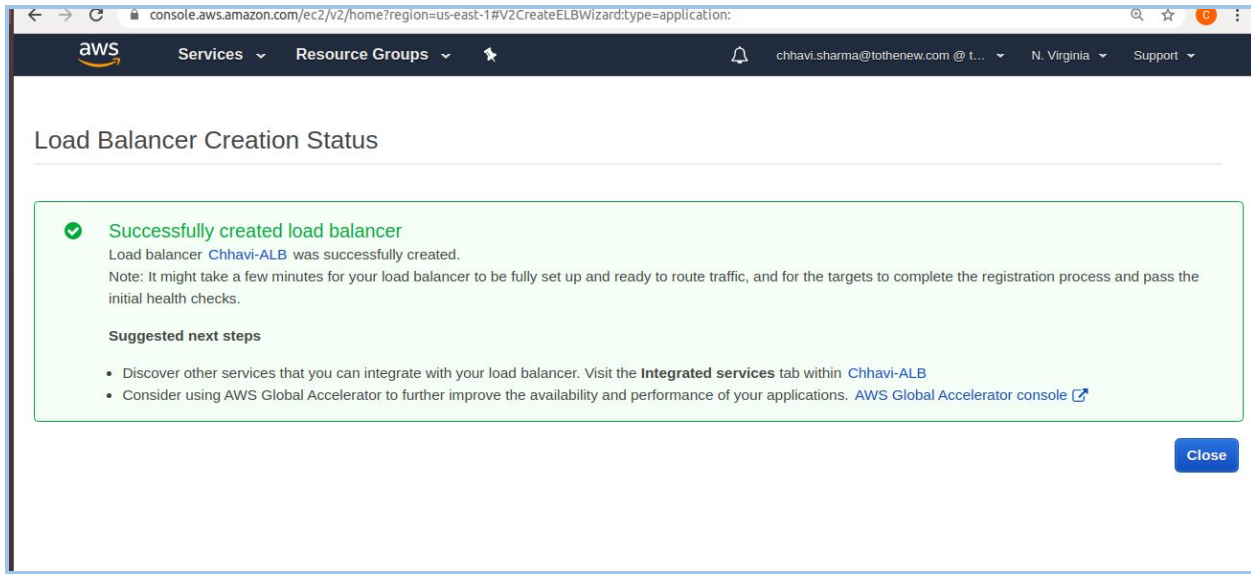 console.aws.amazon.com/ec2/v2/home?region=us-east-1#V2CreateELBWizard:type=application:
C
aws Services Resource Groups chhavi.sharma@tothenew.com @ t... N. Virginia Support
Load Balancer Creation Status
Successfully created load balancer
Load balancer Chhavi-ALB was successfully created.
Note: It might take a few minutes for your load balancer to be fully set up and ready to route traffic, and for the targets to complete the registration process and pass the
initial health checks.
Suggested next steps
• Discover other services that you can integrate with your load balancer. Visit the Integrated services tab within Chhavi-ALB
• Consider using AWS Global Accelerator to further improve the availability and performance of your applications. AWS Global Accelerator console
Close